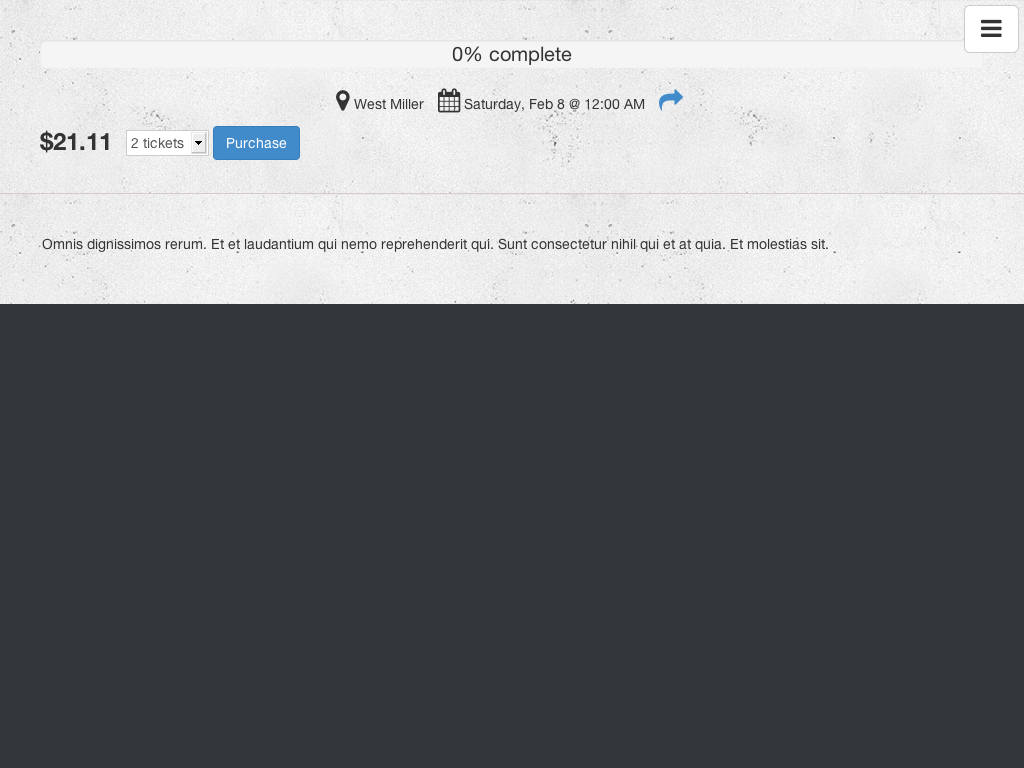 0% complete
West Miller Saturday, Feb 8 @ 12:00 AM
$21.11 2 tickets Purchase
Omnis dignissimos rerum. Et et laudantium qui nemo reprehenderit qui. Sunt consectetur nihil qui et at quia. Et molestias sit.